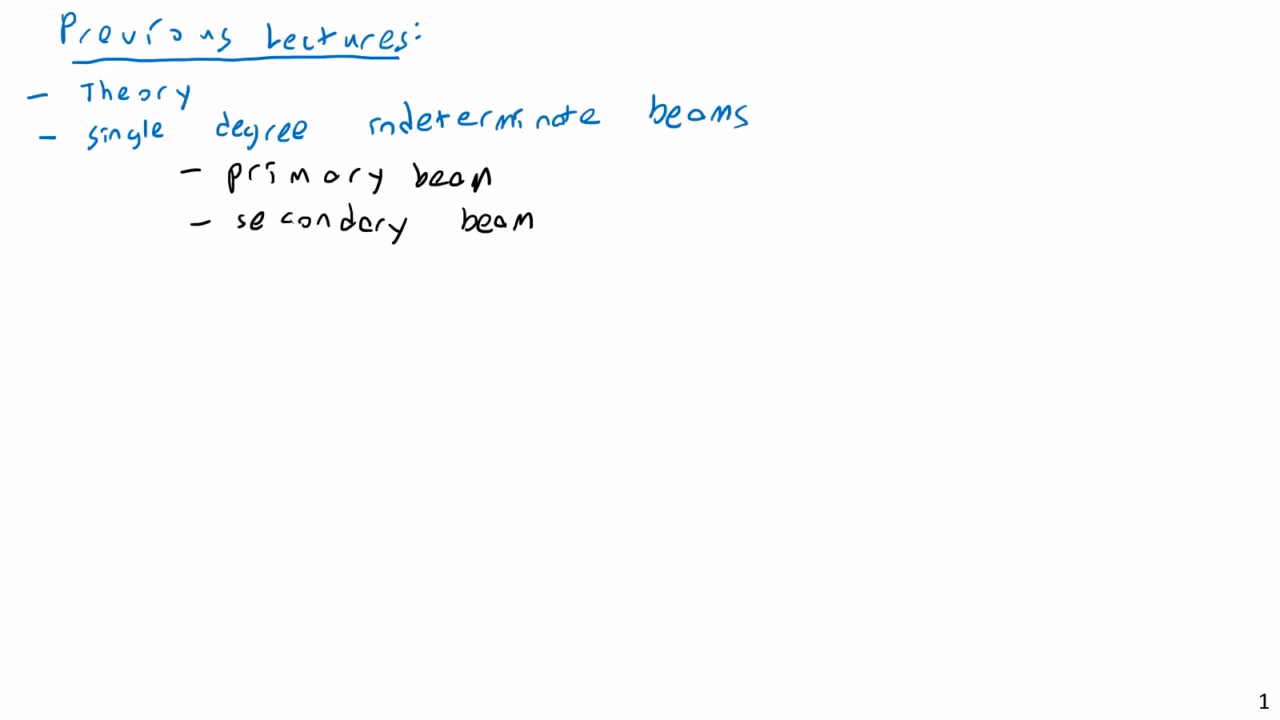 Previous Lectures:
- Theory
- single degree indeterminate beams
- primary beam
- secondary beam
1